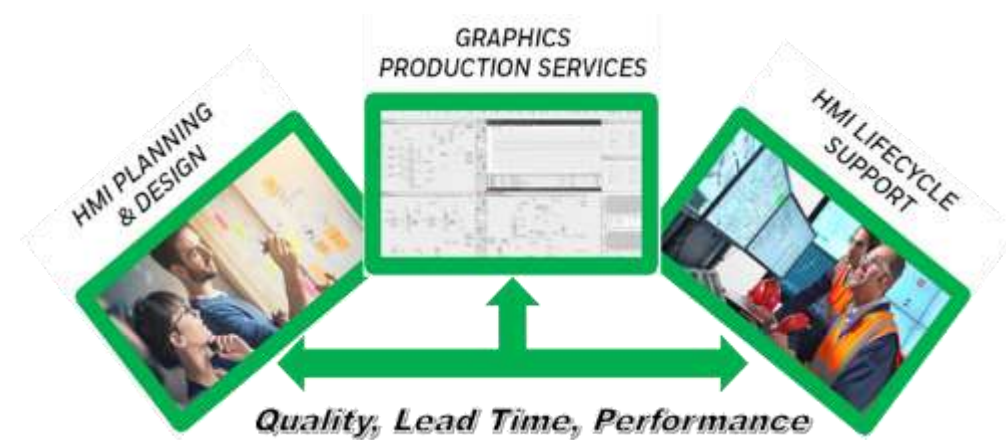 HMI PLANNING
& DESIGN
GRAPHICS
PRODUCTION SERVICES
HMI LIFECYCLE
SUPPORT
Quality, Lead Time, Performance